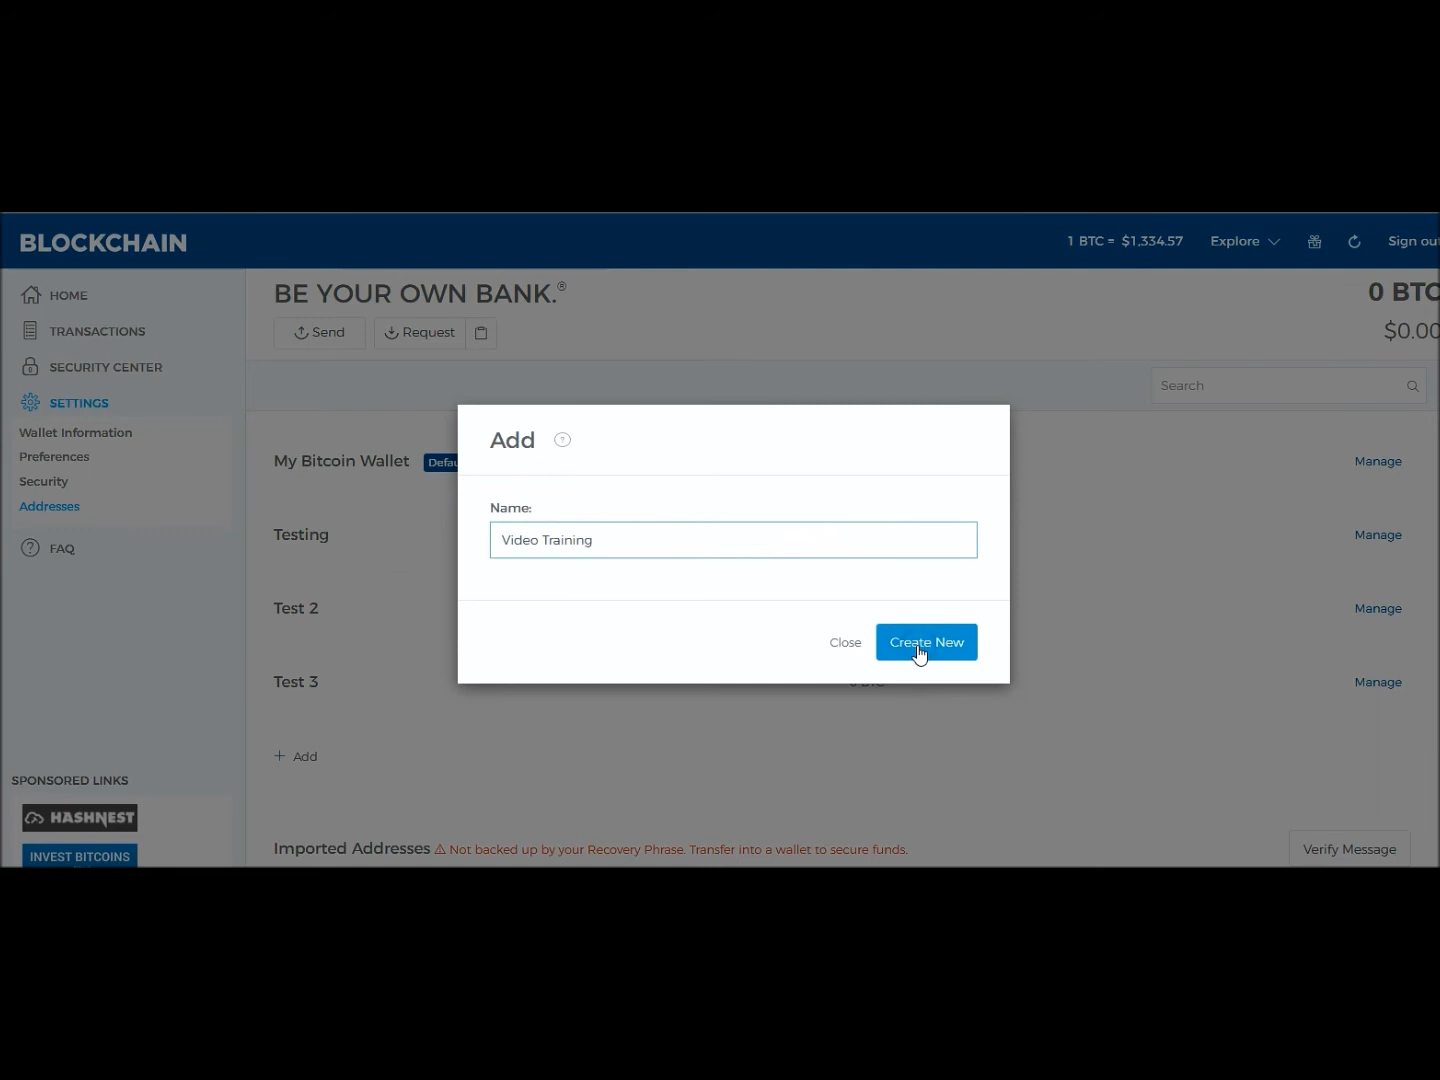 BLOCKCHAIN
1 BTC = $1,334.57 Explore Sign out
HOME
TRANSACTIONS
SECURITY CENTER
SETTINGS
Wallet Information
Preferences
Security
Addresses
FAQ
SPONSORED LINKS
HASHNEST
INVEST BITCOINS
BE YOUR OWN BANK.®
0 BTC
$0.00
Send Request
Search
My Bitcoin Wallet Defau
Manage
Testing
Manage
Test 2
Manage
Test 3
Manage
+ Add
Add ?
Name:
Video Training
Close Create New
Imported Addresses Not backed up by your Recovery Phrase. Transfer into a wallet to secure funds.
Verify Message